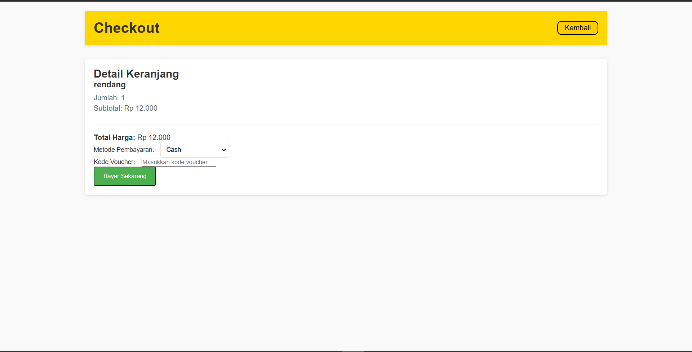 Checkout
Kembali
Detail Keranjang
rendang
Jumlah: 1
Subtotal: Rp 12.000
Total Harga: Rp 12.000
Metode Pembayaran: Cash
Kode Voucher: Masukkan kode voucher
Bayar Sekarang